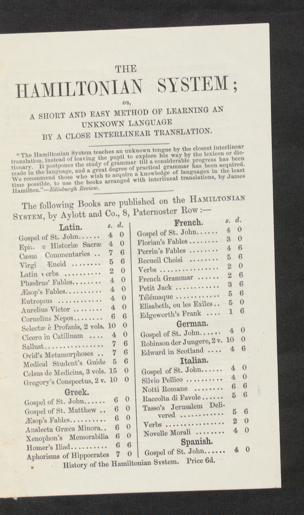 THE
HAMILTONIAN SYSTEM;
OR,
A SHORT AND EASY METHOD OF LEARNING AN
UNKNOWN LANGUAGE
BY A CLOSE INTERLINEAR TRANSLATION.
"The Hamiltonian System teaches an unknown tongue by the closest interlinear
translation, instead of leaving the pupil to explore his way by the lexicon or dic-
tionary. It postpones the study of grammar till a considerable progress has been
made in the language, and a great degree of practical grammar has been acquired.
We recommend those who wish to acquire a knowledge of languages in the least
time possible, to use the books arranged with interlineal translations, by James
Hamilton."—Edinburgh Review.
The following Books are published on the HAMILTONIAN
SYSTEM, by Aylott and Co., 8, Paternoster Row:—
Latin. s. d.
Gospel of St. John...... 4 0
Epit. Historiæ Sacræ 4 0
Cæsar Commentaries .. 7 6
Virgil Æneid ........ 5 6
Latin verbs .......... 2 0
Phædrus' Fables........ 4 0
Æsop's Fables.......... 4 0
Eutropius ............ 4 0
Aurelius Victor ........ 4 0
Cornelius Nepos........ 6 6
Selectæ è Profanis, 2 vols. 10 0
Cicero in Catilinam .... 4 0
Sallust................ 7 6
Ovid's Metamorphoses .. 7 6
Medical Student's Guide 5 6
Celsus de Medicina, 3 vols. 15 0
Gregory's Conspectus, 2 v. 10 0
Greek.
Gospel of St. John...... 6 0
Gospel of St. Matthew .. 6 0
Æsop's Fables.......... 6 0
Analecta Græca Minora.. 6 0
Xenophon's Memorabilia 6 0
Homer's Iliad.......... 6 6
Aphorisms of Hippocrates 7 0
French. s. d.
Gospel of St. John...... 4 0
Florian's Fables ........ 3 0
Perrin's Fables ........ 4 6
Recueil Choisi ........ 5 6
Verbs ................ 2 0
French Grammar ...... 2 6
Petit Jack ............ 3 6
Télémaque ............ 5 6
Elisabeth, ou les Exiles.. 5 0
Edgeworth's Frank .... 1 6
German.
Gospel of St. John...... 4 0
Robinson der Jungere, 2 v. 10 0
Edward in Scotland .... 4 6
Italian.
Gospel of St. John...... 4 0
Silvio Pellico .......... 4 0
Notti Romane ........ 6 6
Raccolta di Favole...... 5 6
Tasso's Jerusalem Deli-
vered .............. 5 6
Verbs ................ 2 0
Novelle Morali ........ 4 0
Spanish.
Gospel of St. John...... 4 0
History of the Hamiltonian System. Price 6d.